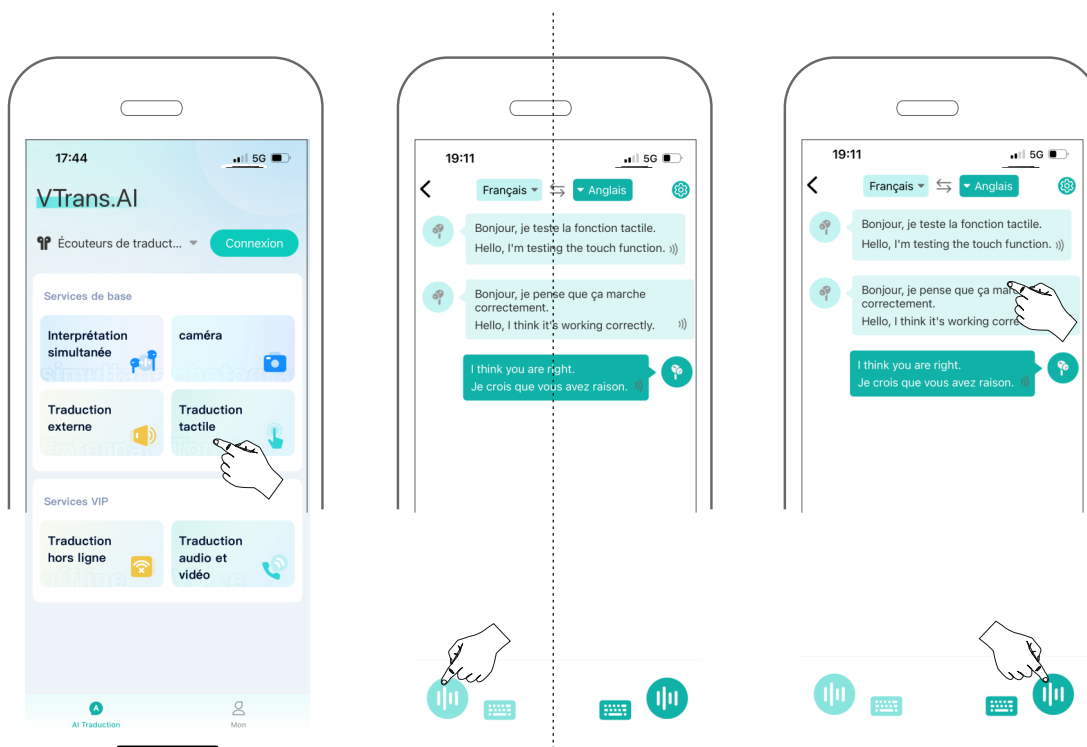 17:44
5G
VTrans.AI
Écouteurs de traduct...
Connexion
Services de base
Interprétation
simultanée
caméra
Traduction
externe
Traduction
tactile
Services VIP
Traduction
hors ligne
Traduction
audio et
vidéo
A
AI Traduction
Mon
19:11
5G
Français
Anglais
Bonjour, je teste la fonction tactile.
Hello, I'm testing the touch function.
Bonjour, je pense que ça marche
correctement.
Hello, I think it's working correctly.
I think you are right.
Je crois que vous avez raison.
19:11
5G
Français
Anglais
Bonjour, je teste la fonction tactile.
Hello, I'm testing the touch function.
Bonjour, je pense que ça
correctement.
Hello, I think it's working
I think you are right.
Je crois que vous avez raison.